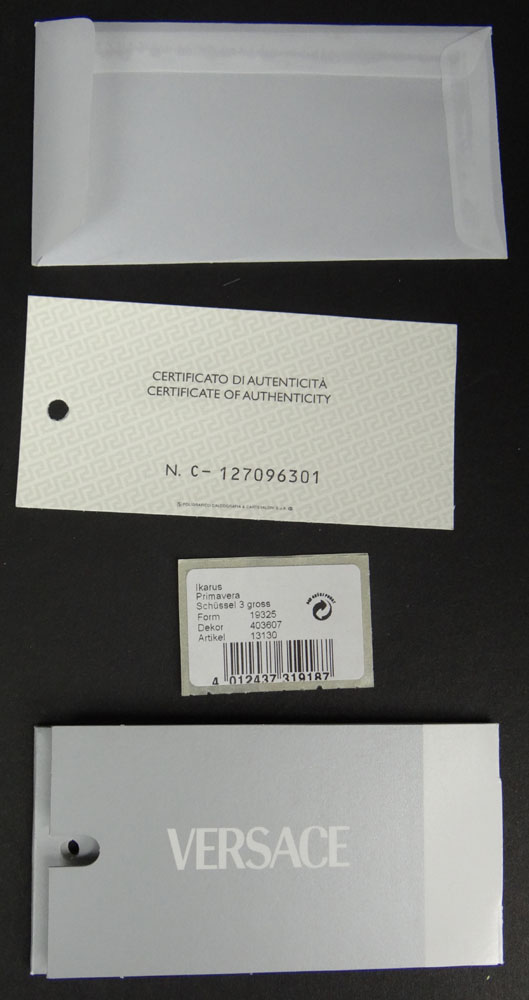 CERTIFICATO DI AUTENTICITÀ
CERTIFICATE OF AUTHENTICITY
N. C- 127096301
Ikarus
Primavera
Schüssel 3 gross
Form 19325
Dekor 403607
Artikel 13130
4 012437 319187
VERSACE